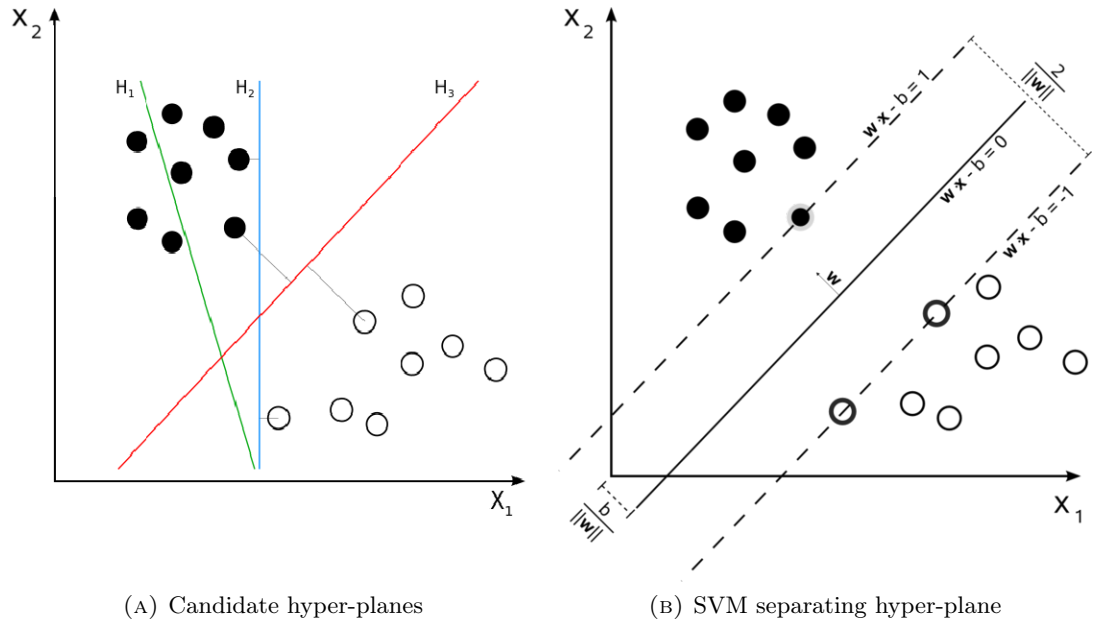 X₂
H₁
H₂
H₃
X₁
(A) Candidate hyper-planes
X₂
w x - b = 1
2
‖w‖
w x - b = 0
w x - b = -1
w
b
‖w‖
X₁
(B) SVM separating hyper-plane